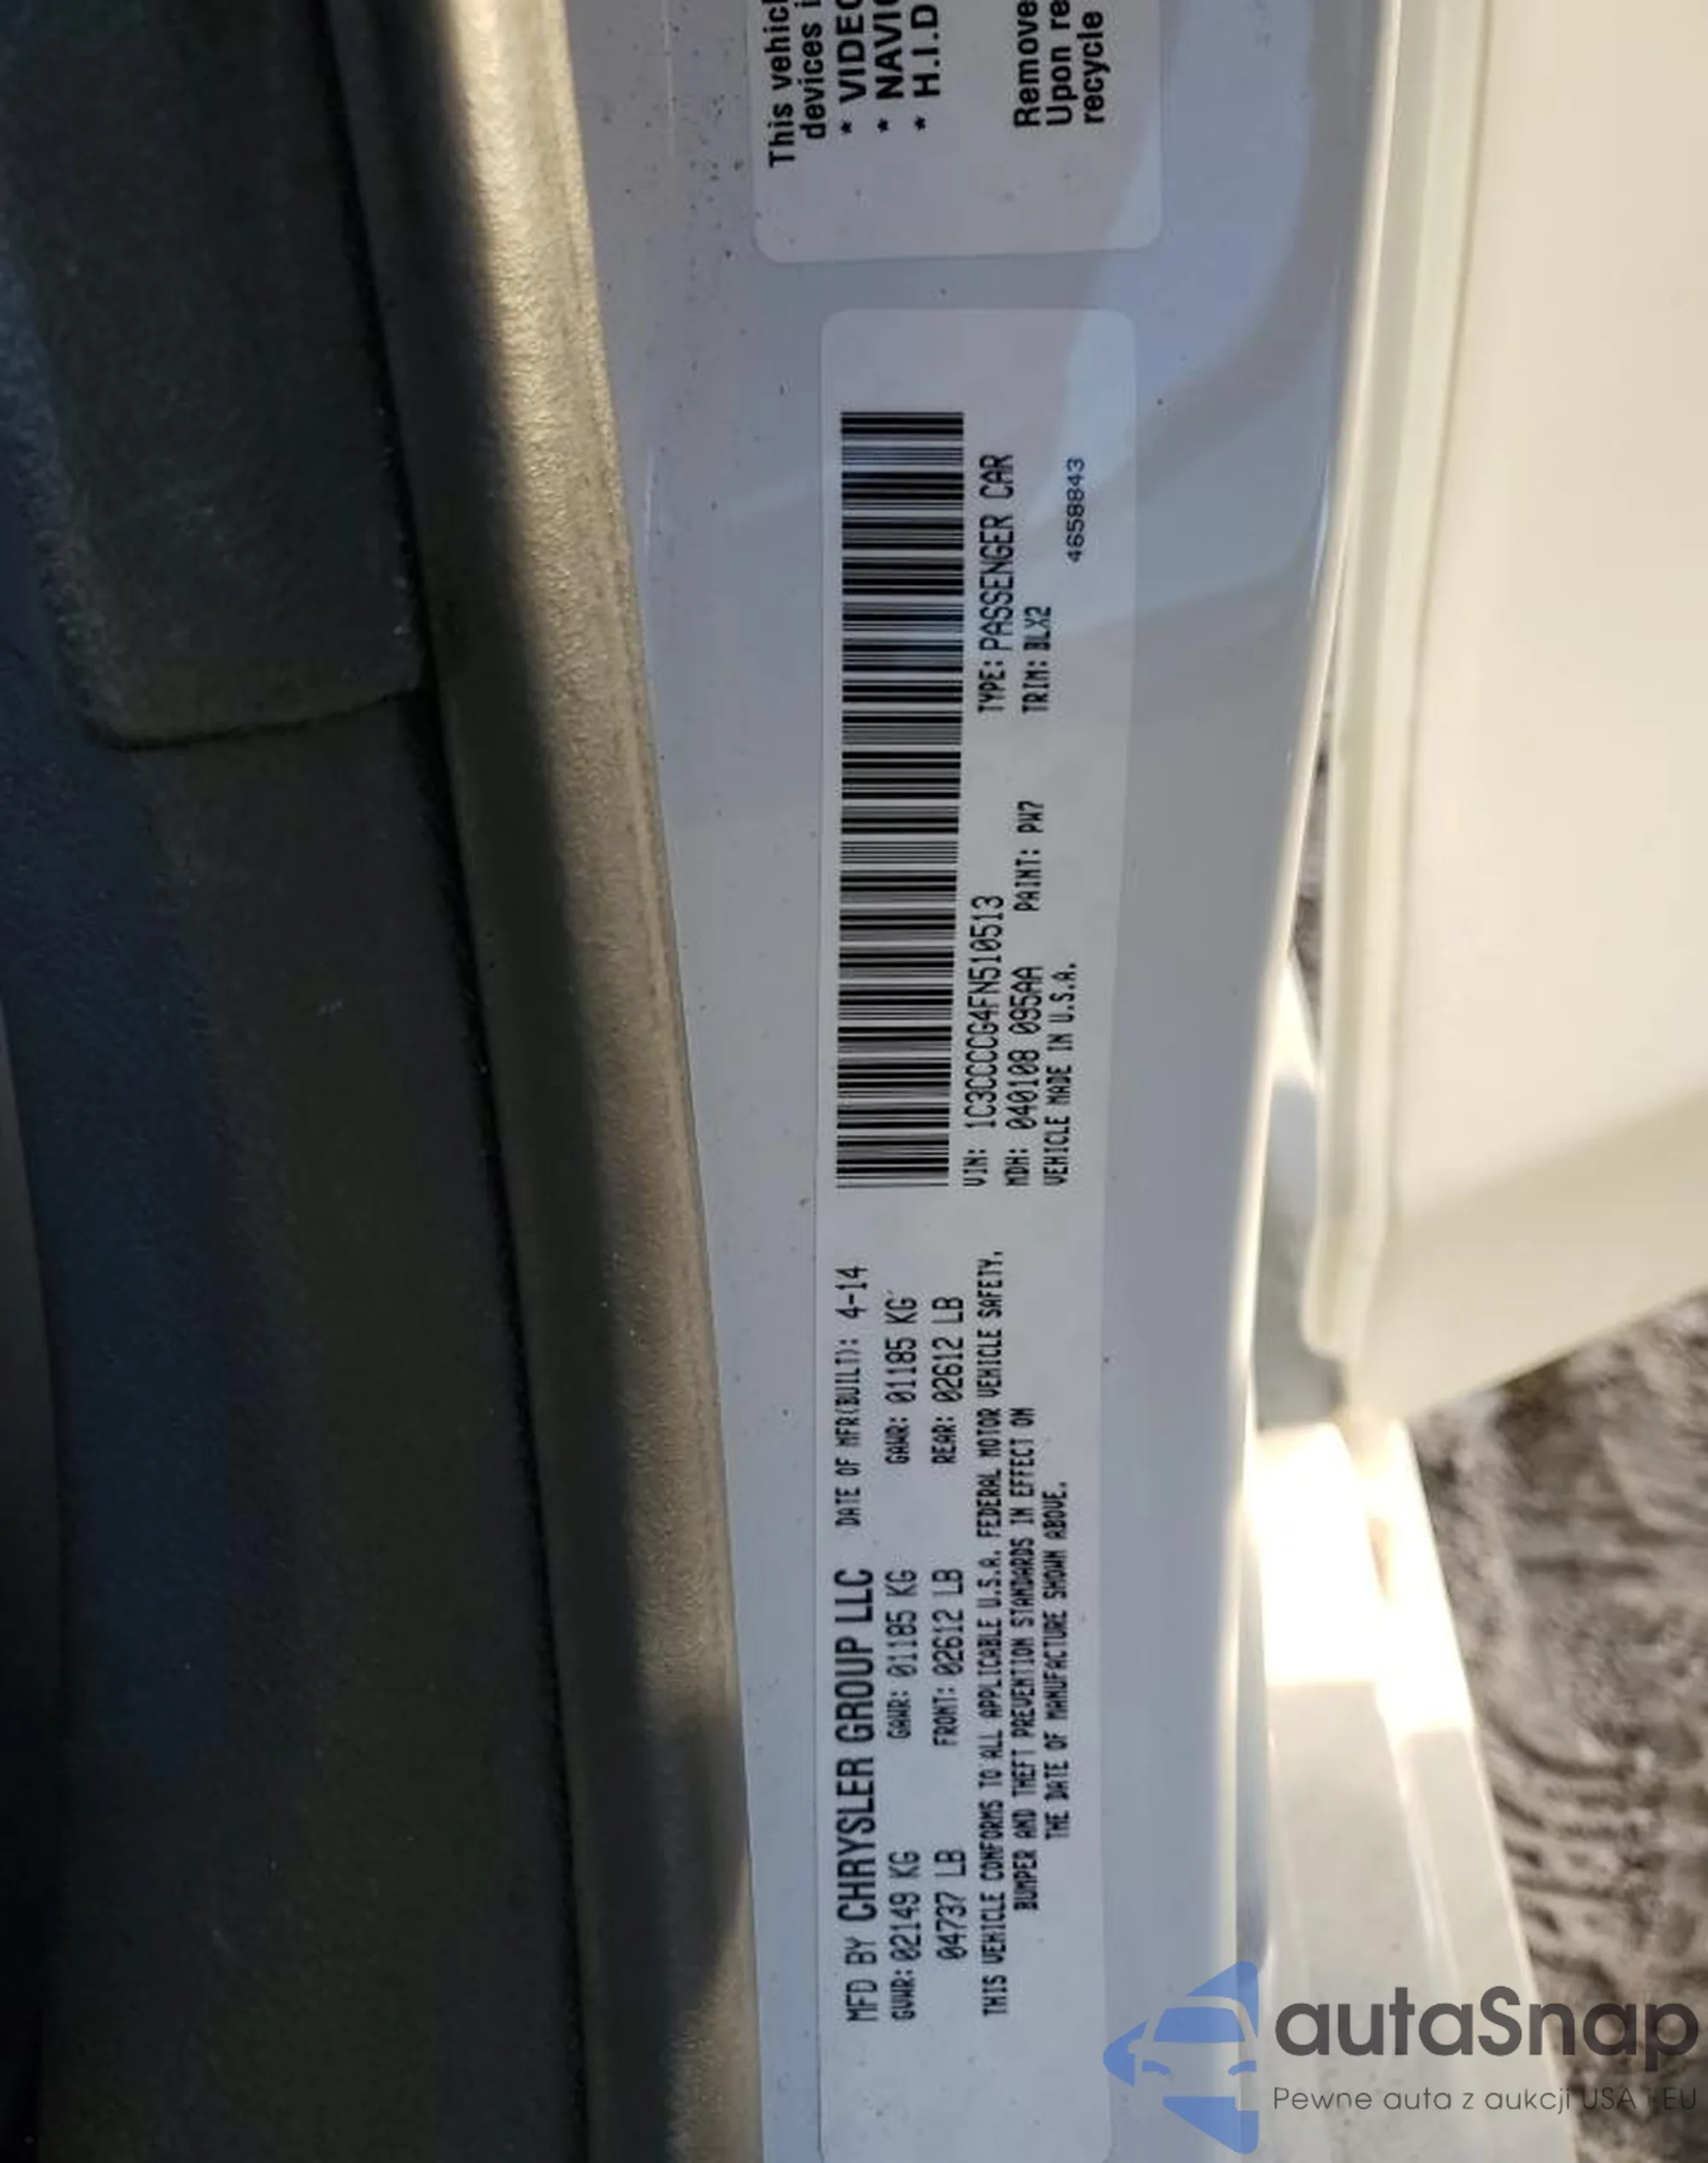 This vehicl
devices i
* VIDEO
* NAVIG
* H.I.D
Remove
Upon re
recycle
MFD BY CHRYSLER GROUP LLC DATE OF MFR(BUILT): 4-14
GVWR: 02149 KG GAWR: 01185 KG GAWR: 01185 KG
04737 LB FRONT: 02612 LB REAR: 02612 LB
THIS VEHICLE CONFORMS TO ALL APPLICABLE U.S.A. FEDERAL MOTOR VEHICLE SAFETY,
BUMPER AND THEFT PREVENTION STANDARDS IN EFFECT ON
THE DATE OF MANUFACTURE SHOWN ABOVE.
VIN: 1C3CCCCG4FN510513 TYPE: PASSENGER CAR
MDH: 040108 095AA PAINT: PW7 TRIM: BLX2
VEHICLE MADE IN U.S.A.
4658843
autaSnap
Pewne auta z aukcji USA i EU